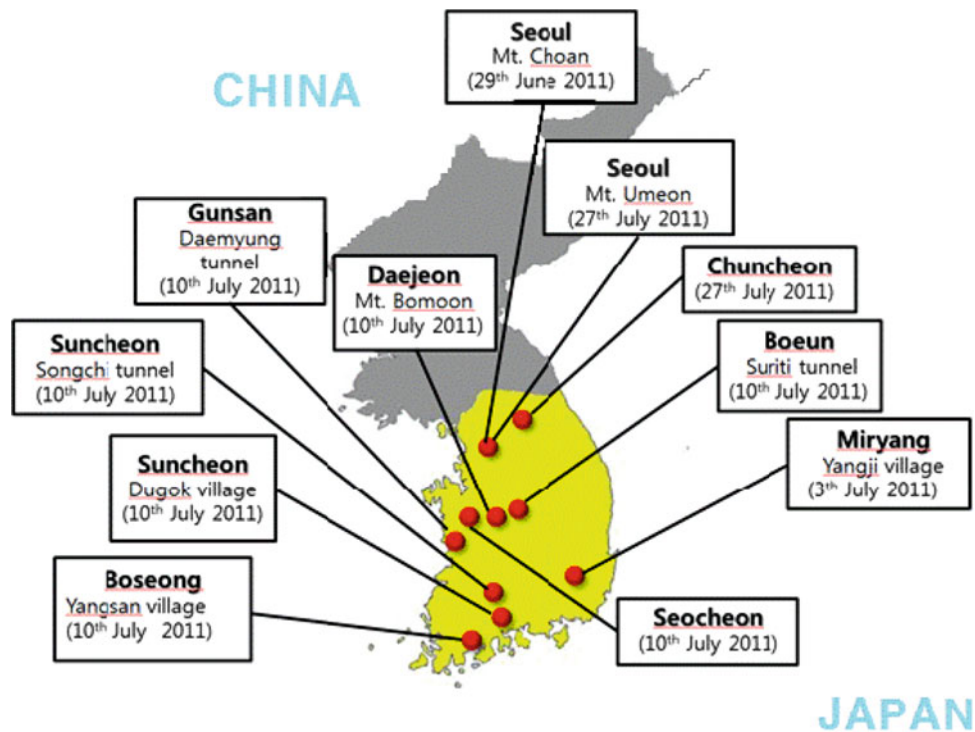 Seoul
Mt. Choan
(29th June 2011)
CHINA
Seoul
Mt. Umeon
(27th July 2011)
Gunsan
Daemyung
tunnel
(10th July 2011)
Daejeon
Mt. Bomoon
(10th July 2011)
Chuncheon
(27th July 2011)
Suncheon
Songchi tunnel
(10th July 2011)
Boeun
Suriti tunnel
(10th July 2011)
Miryang
Yangji village
(3th July 2011)
Suncheon
Dugok village
(10th July 2011)
Boseong
Yangsan village
(10th July 2011)
Seocheon
(10th July 2011)
JAPAN